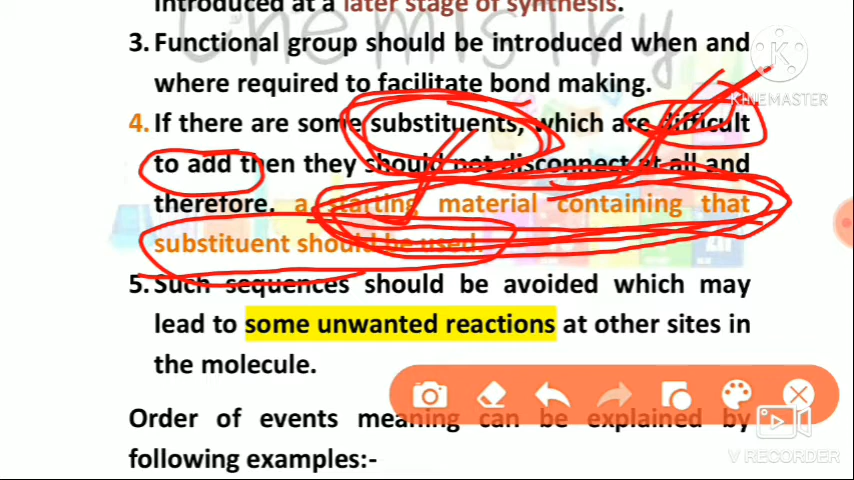 introduced at a later stage of synthesis.
Chemistry
3. Functional group should be introduced when and
where required to facilitate bond making.
KINEMASTER
4. If there are some substituents, which are difficult
to add then they should not disconnect at all and
therefore. a starting material containing that
substituent should be used.
5. Such sequences should be avoided which may
lead to some unwanted reactions at other sites in
the molecule.
Order of events meaning can be explained by
following examples:-
V RECORDER